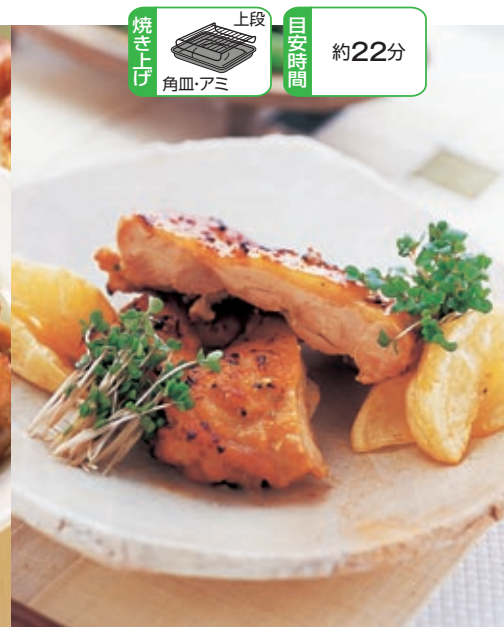 焼き上げ
上段
角皿・アミ
目安時間
約22分